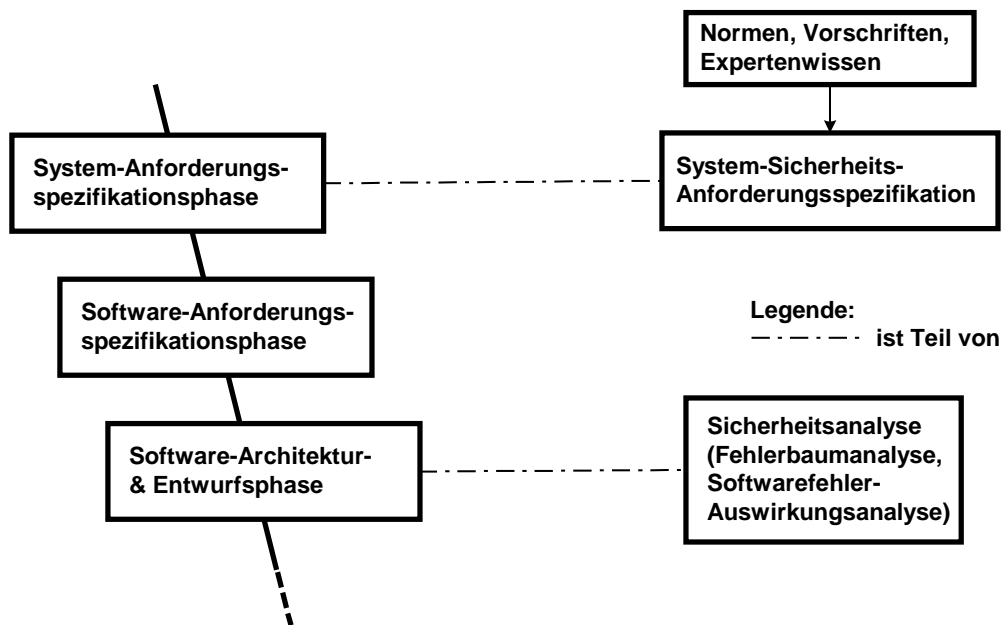 Normen, Vorschriften,
Expertenwissen
System-Anforderungs-
spezifikationsphase
System-Sicherheits-
Anforderungsspezifikation
Software-Anforderungs-
spezifikationsphase
Legende:
ist Teil von
Software-Architektur-
& Entwurfsphase
Sicherheitsanalyse
(Fehlerbaumanalyse,
Softwarefehler-
Auswirkungsanalyse)